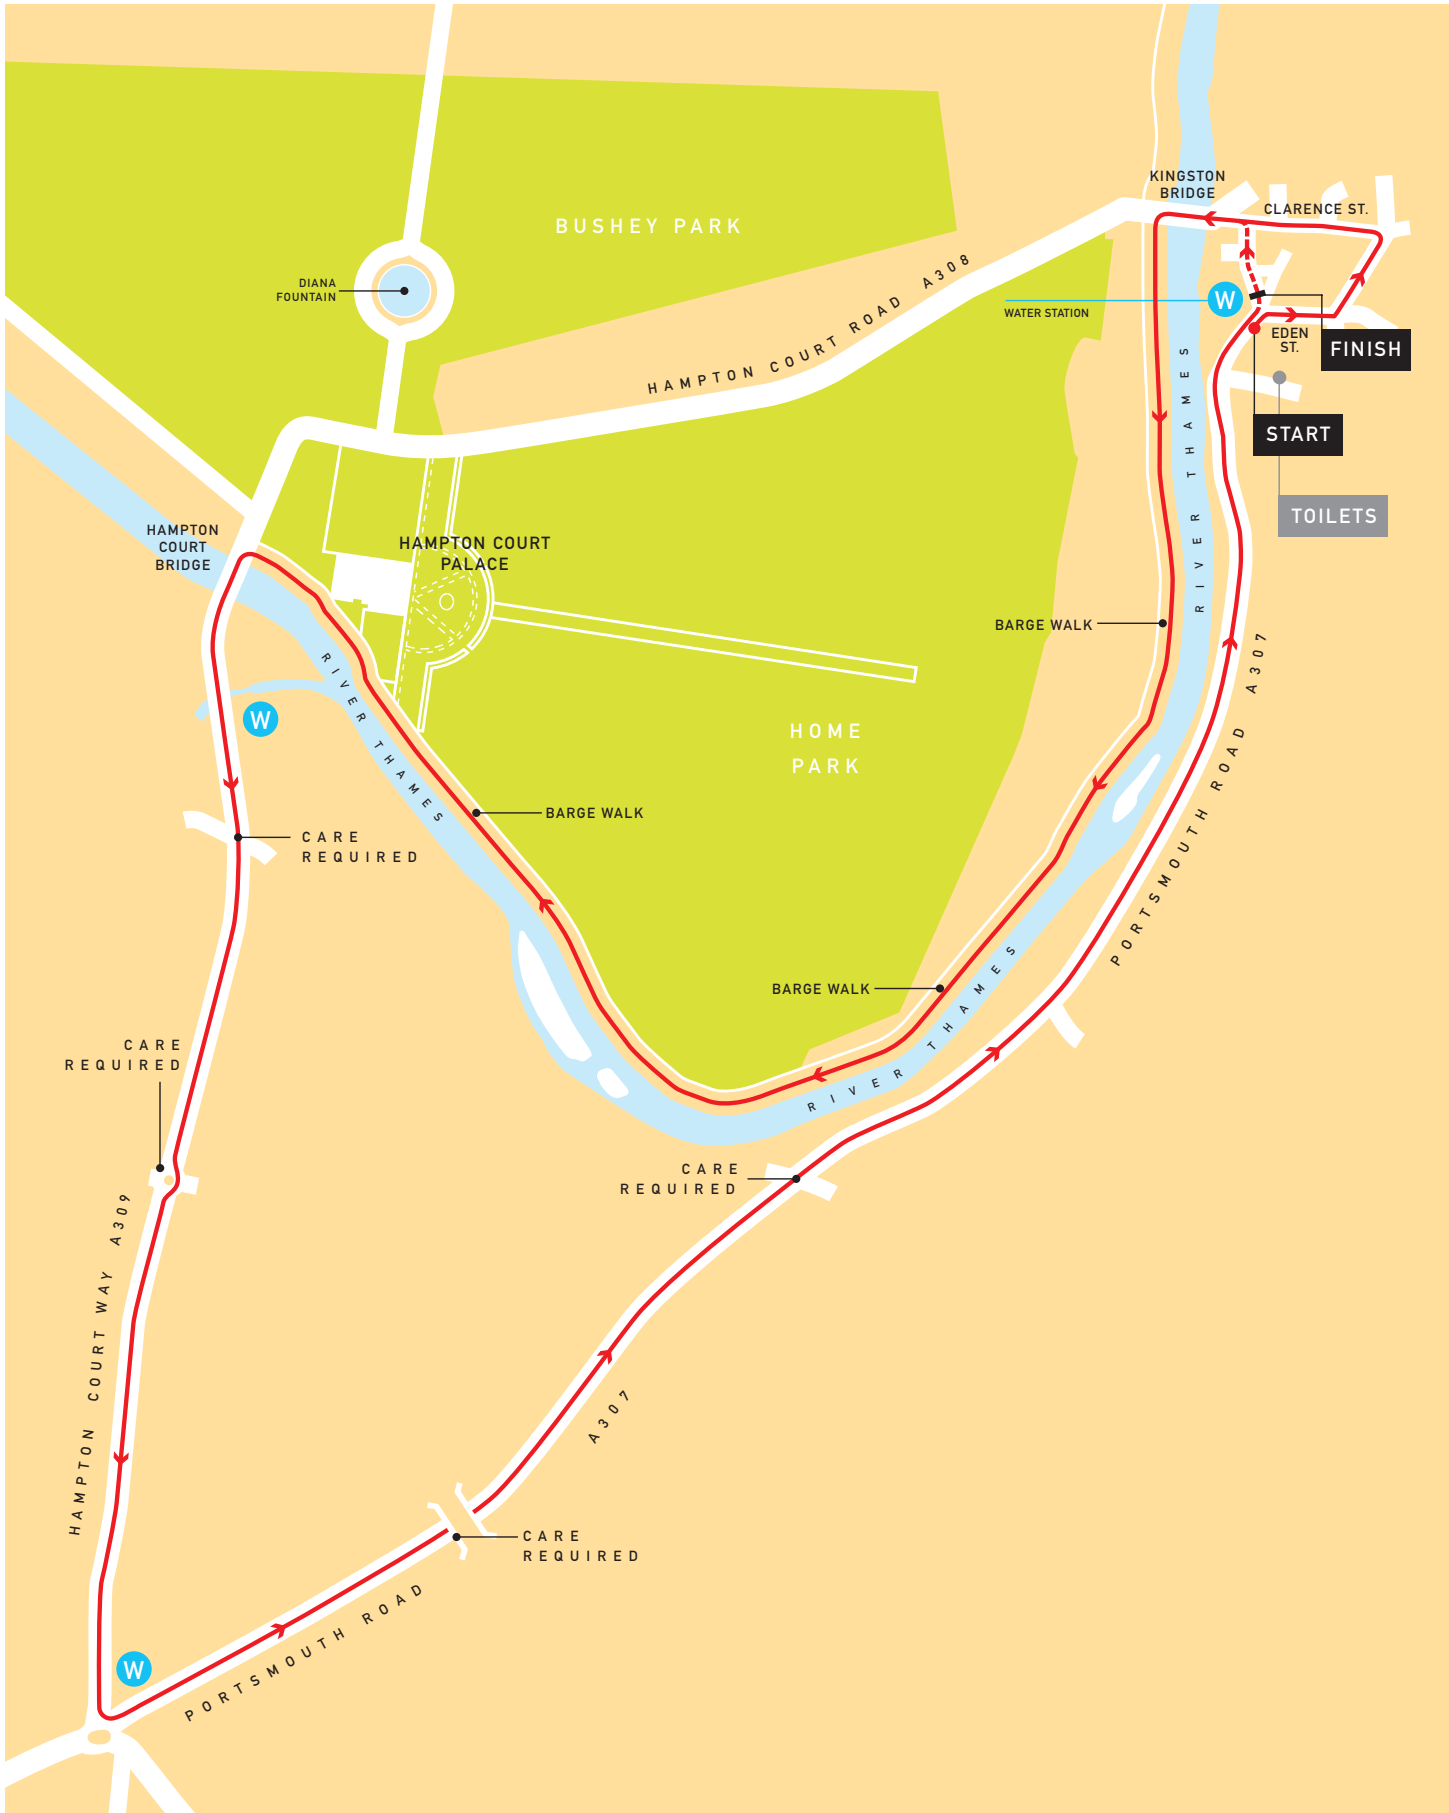 KINGSTON
BRIDGE
CLARENCE ST.
BUSHEY PARK
DIANA
FOUNTAIN
HAMPTON COURT ROAD A308
W
WATER STATION
EDEN
ST.
FINISH
START
TOILETS
RIVER THAMES
RIVER THAMES
HAMPTON
COURT
BRIDGE
HAMPTON COURT
PALACE
BARGE WALK
PORTSMOUTH ROAD A307
RIVER THAMES
W
HOME
PARK
BARGE WALK
CARE
REQUIRED
BARGE WALK
RIVER THAMES
CARE
REQUIRED
CARE
REQUIRED
HAMPTON COURT WAY A309
A307
CARE
REQUIRED
PORTSMOUTH ROAD
W